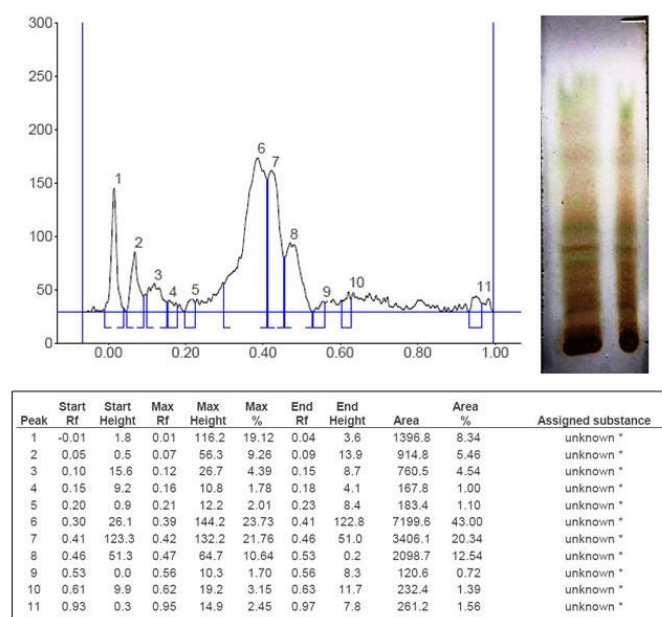 300
250
200
150
100
50
0
0.00 0.20 0.40 0.60 0.80 1.00
1
2
3
4
5
6
7
8
9
10
11
Peak Start Rf Start Height Max Rf Max Height Max % End Rf End Height Area Area % Assigned substance
1 -0.01 1.8 0.01 116.2 19.12 0.04 3.6 1396.8 8.34 unknown *
2 0.05 0.5 0.07 56.3 9.26 0.09 13.9 914.8 5.46 unknown *
3 0.10 15.6 0.12 26.7 4.39 0.15 8.7 760.5 4.54 unknown *
4 0.15 9.2 0.16 10.8 1.78 0.18 4.1 167.8 1.00 unknown *
5 0.20 0.9 0.21 12.2 2.01 0.23 8.4 183.4 1.10 unknown *
6 0.30 26.1 0.39 144.2 23.73 0.41 122.8 7199.6 43.00 unknown *
7 0.41 123.3 0.42 132.2 21.76 0.46 51.0 3406.1 20.34 unknown *
8 0.46 51.3 0.47 64.7 10.64 0.53 0.2 2098.7 12.54 unknown *
9 0.53 0.0 0.56 10.3 1.70 0.56 8.3 120.6 0.72 unknown *
10 0.61 9.9 0.62 19.2 3.15 0.63 11.7 232.4 1.39 unknown *
11 0.93 0.3 0.95 14.9 2.45 0.97 7.8 261.2 1.56 unknown *